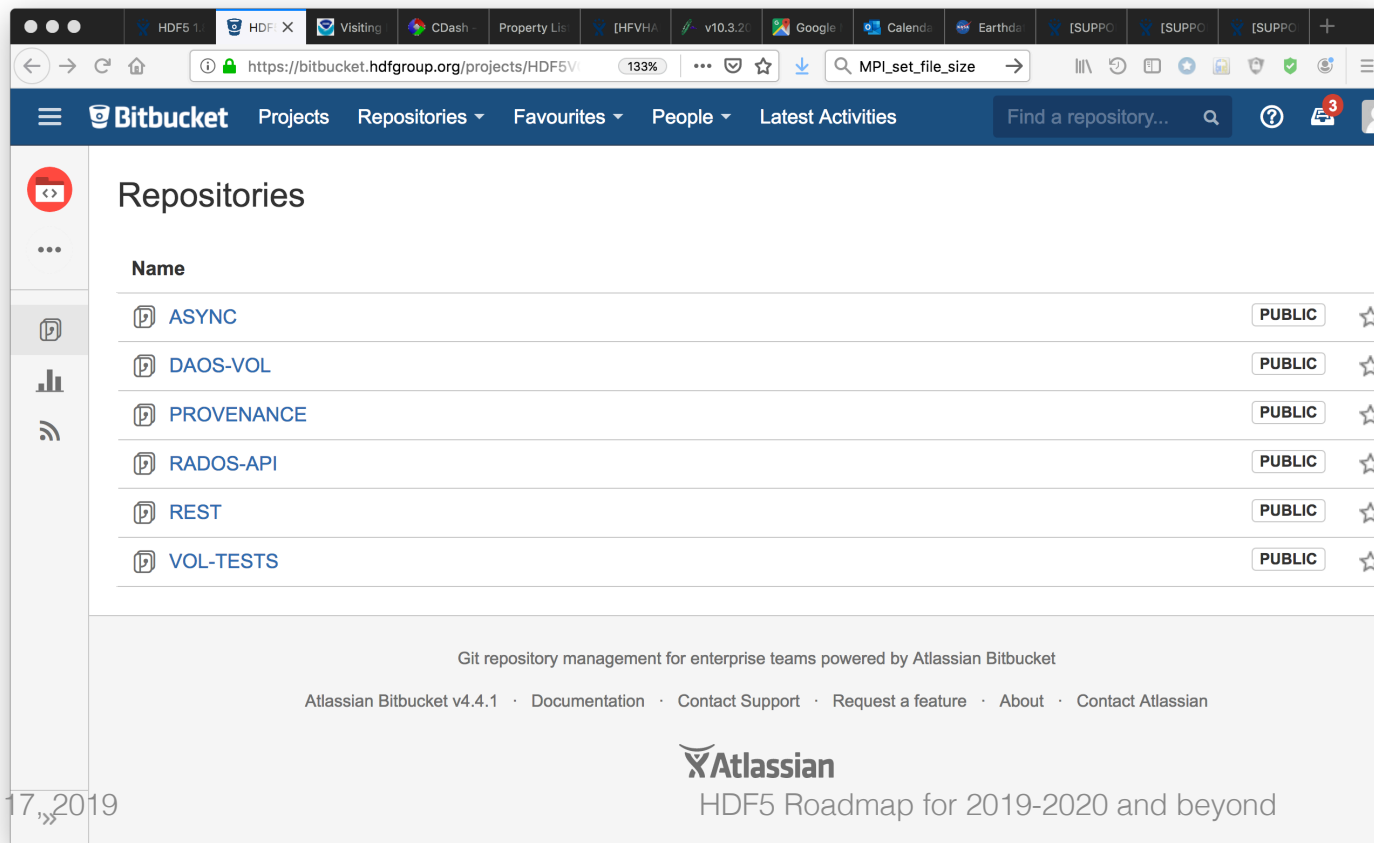 HDF5 1. HDF Visiting CDash - Property Lis [HFVHA v10.3.20 Google Calenda Earthda [SUPPO [SUPPO [SUPPO
https://bitbucket.hdfgroup.org/projects/HDF5V 133% MPI_set_file_size
Bitbucket Projects Repositories Favourites People Latest Activities Find a repository... 3
Repositories
Name
ASYNC PUBLIC
DAOS-VOL PUBLIC
PROVENANCE PUBLIC
RADOS-API PUBLIC
REST PUBLIC
VOL-TESTS PUBLIC
Git repository management for enterprise teams powered by Atlassian Bitbucket
Atlassian Bitbucket v4.4.1 · Documentation · Contact Support · Request a feature · About · Contact Atlassian
Atlassian
17, 2019 HDF5 Roadmap for 2019-2020 and beyond